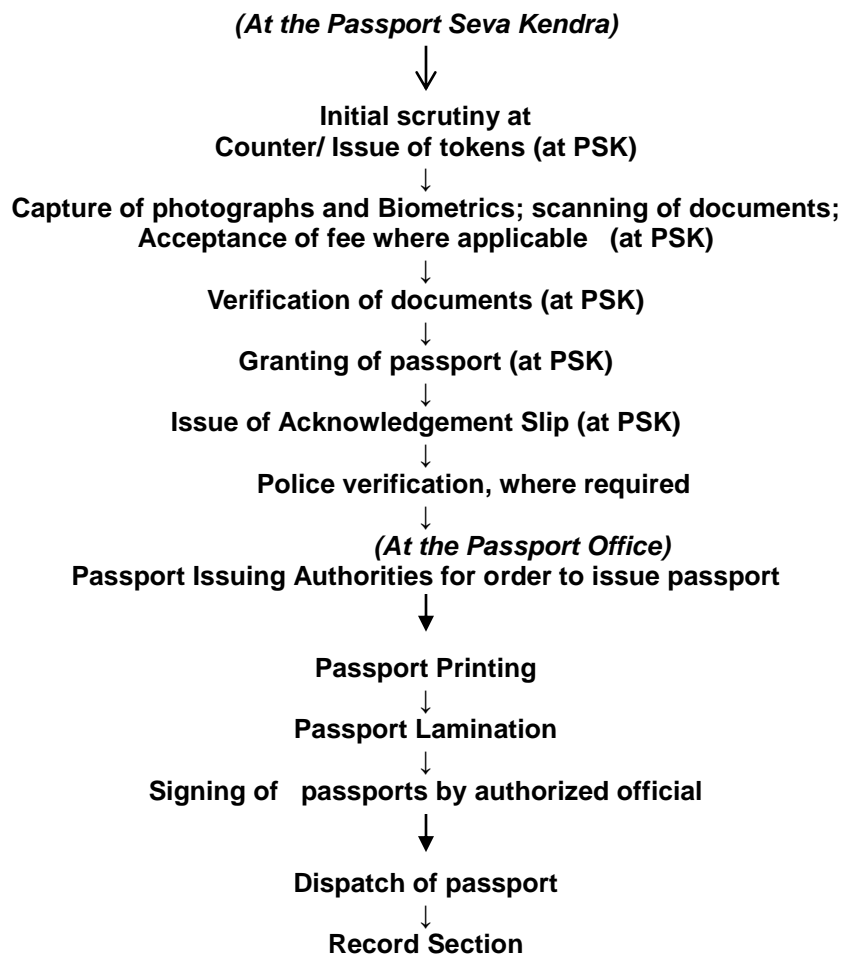 (At the Passport Seva Kendra)
Initial scrutiny at
Counter/ Issue of tokens (at PSK)
Capture of photographs and Biometrics; scanning of documents;
Acceptance of fee where applicable (at PSK)
Verification of documents (at PSK)
Granting of passport (at PSK)
Issue of Acknowledgement Slip (at PSK)
Police verification, where required
(At the Passport Office)
Passport Issuing Authorities for order to issue passport
Passport Printing
Passport Lamination
Signing of passports by authorized official
Dispatch of passport
Record Section